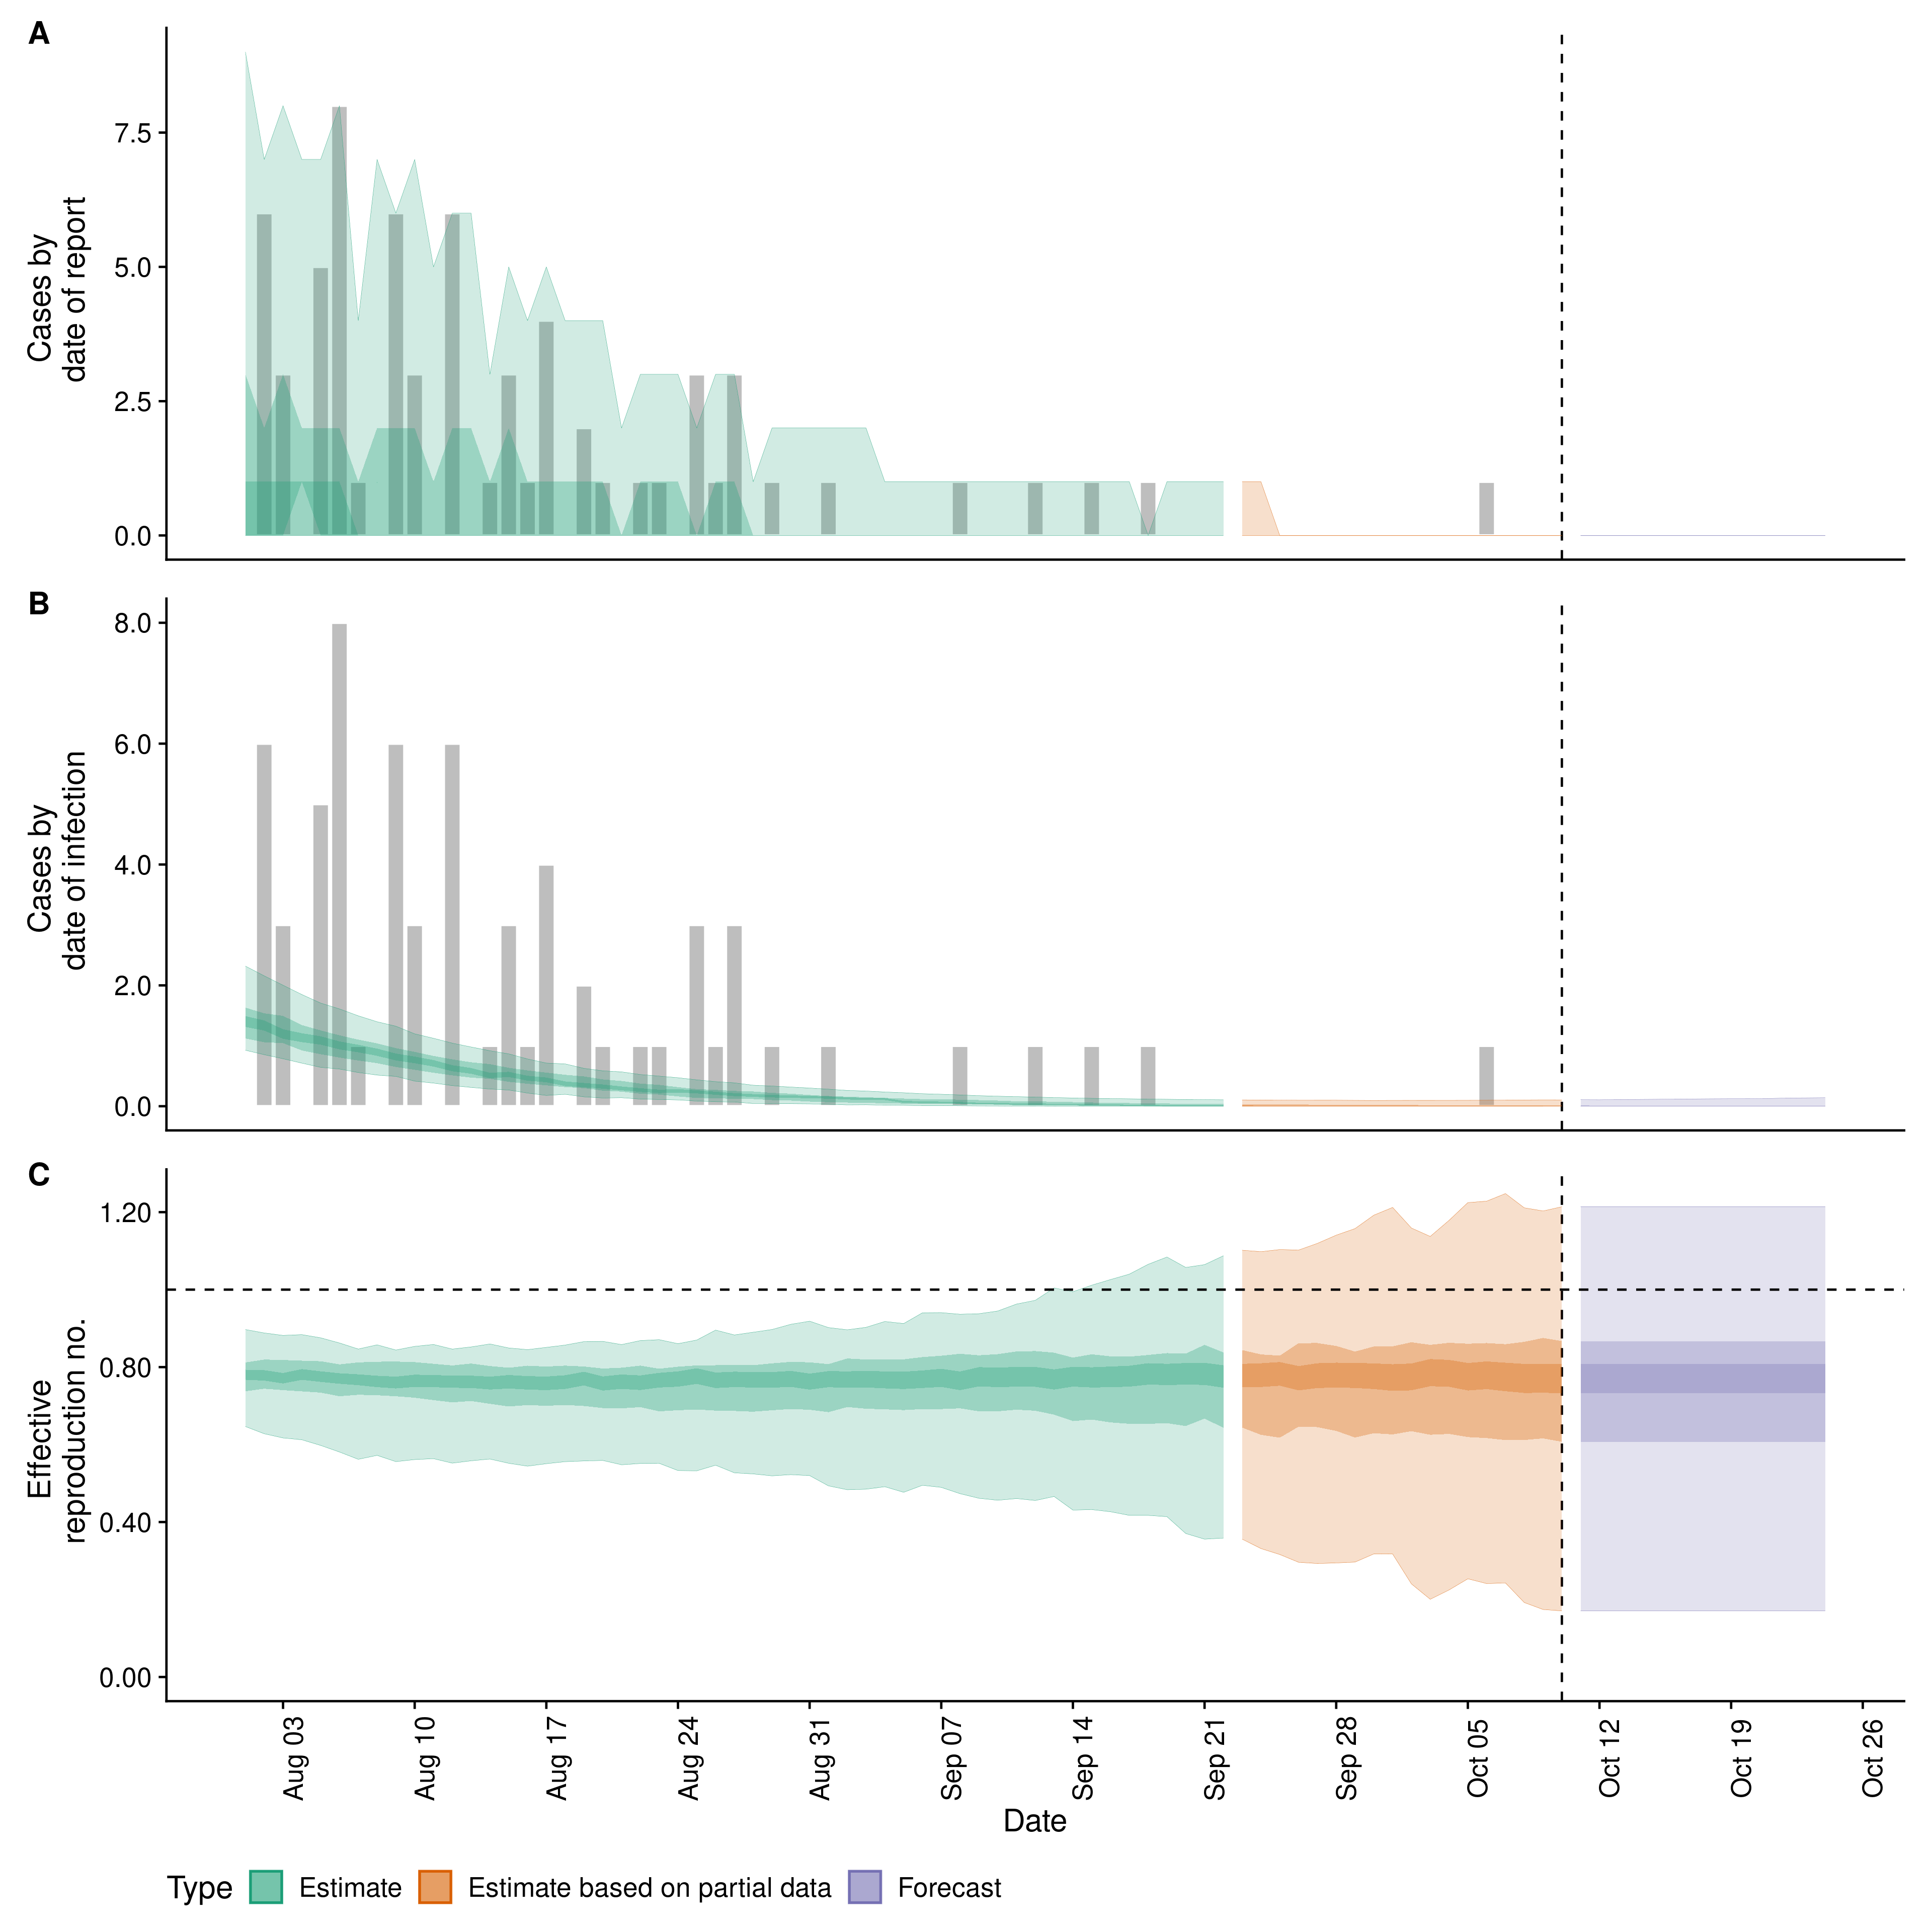 A
Cases by
date of report
7.5
5.0
2.5
0.0
B
Cases by
date of infection
8.0
6.0
4.0
2.0
0.0
C
Effective
reproduction no.
1.20
0.80
0.40
0.00
Aug 03
Aug 10
Aug 17
Aug 24
Aug 31
Sep 07
Sep 14
Sep 21
Sep 28
Oct 05
Oct 12
Oct 19
Oct 26
Date
Type Estimate Estimate based on partial data Forecast